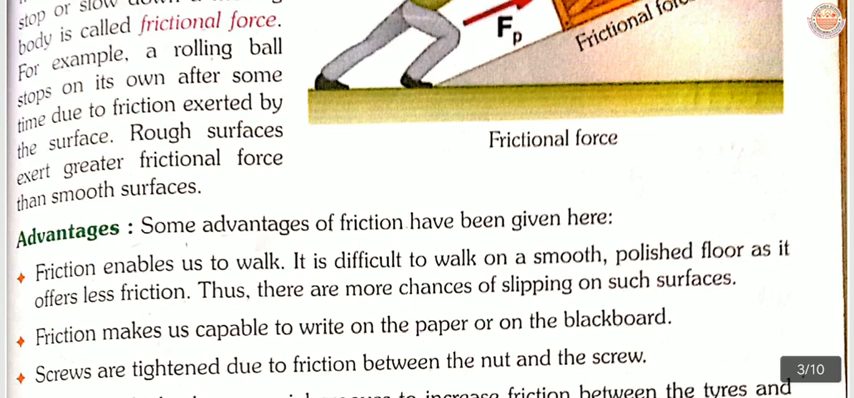 stop or slow down
body is called frictional force.
For example, a rolling ball
stops on its own after some
time due to friction exerted by
the surface. Rough surfaces
exert greater frictional force
than smooth surfaces.
Fp
Frictional
Frictional force
Advantages : Some advantages of friction have been given here:
Friction enables us to walk. It is difficult to walk on a smooth, polished floor as it
offers less friction. Thus, there are more chances of slipping on such surfaces.
Friction makes us capable to write on the paper or on the blackboard.
Screws are tightened due to friction between the nut and the screw.
3/10
to increase friction between the tyres and